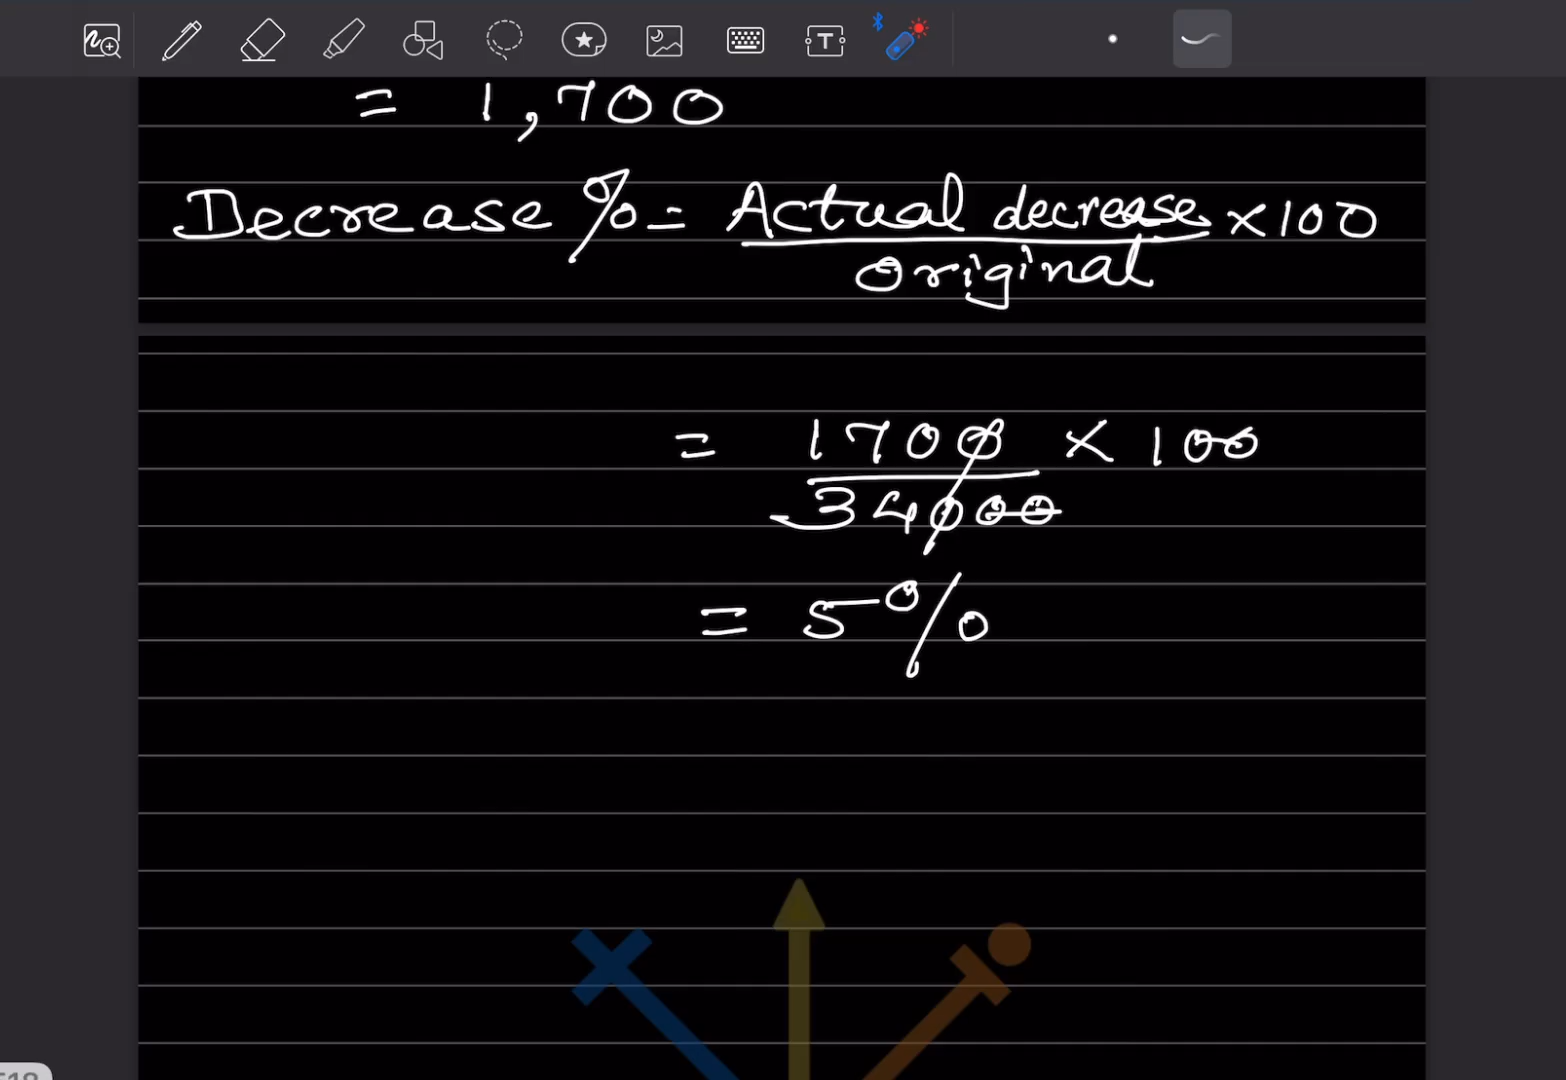 = 1,700
Decrease % = Actual decrease × 100
Original
= 1700 × 100
34000
= 5%